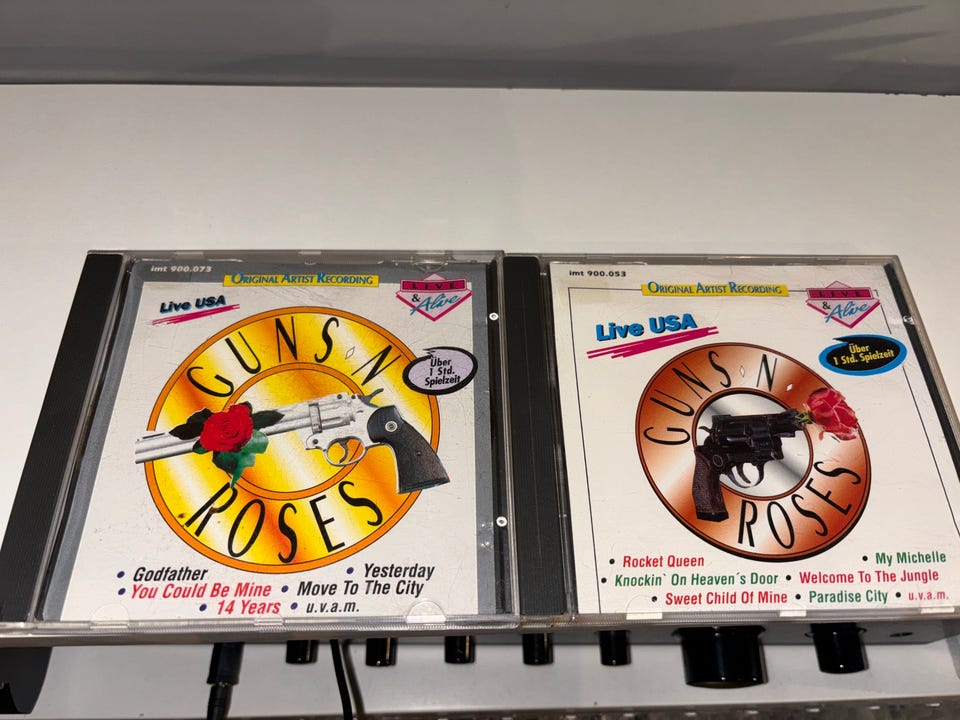 imt 900.073
ORIGINAL ARTIST RECORDING
LIVE
& Alive
Live USA
GUNS N
ROSES
Über
1 Std.
Spielzeit
• Godfather • Yesterday
• You Could Be Mine • Move To The City
• 14 Years • u.v.a.m.
imt 900.053
ORIGINAL ARTIST RECORDING
LIVE
& Alive
Live USA
Über
1 Std. Spielzeit
GUNS • N •
ROSES
• Rocket Queen • My Michelle
• Knockin` On Heaven´s Door • Welcome To The Jungle
• Sweet Child Of Mine • Paradise City • u.v.a.m.